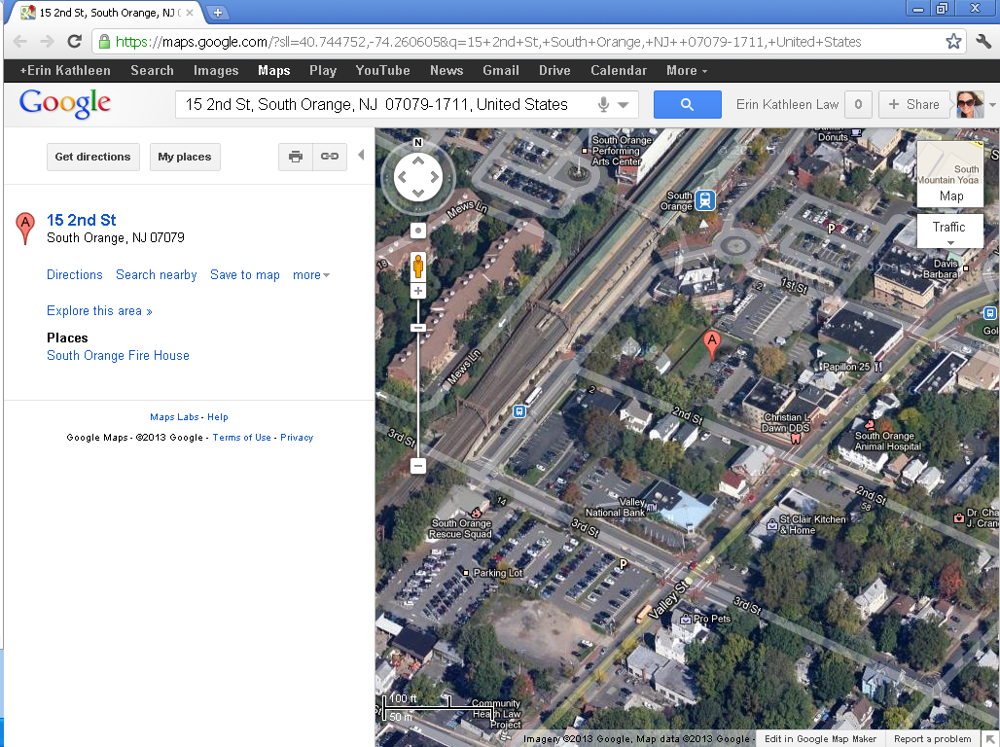 15 2nd St, South Orange, NJ
https://maps.google.com/?sll=40.744752,-74.260605&q=15+2nd+St,+South+Orange,+NJ++07079-1711,+United+States
+Erin Kathleen Search Images Maps Play YouTube News Gmail Drive Calendar More
Google
15 2nd St, South Orange, NJ 07079-1711, United States
Erin Kathleen Law
0
+ Share
Get directions
My places
A
15 2nd St
South Orange, NJ 07079
Directions Search nearby Save to map more
Explore this area »
Places
South Orange Fire House
Maps Labs - Help
Google Maps - ©2013 Google - Terms of Use - Privacy
N
South Orange
Performing
Arts Center
Donuts
South
Mountain Yoga
Map
Traffic
South
Orange
P
Mews Ln
18
Davis
Barbara
2
1st St
Gol
A
Papillon 25
Mews Ln
2
2nd St
Christian L
Dawn DDS
South Orange
Animal Hospital
3rd St
14
Valley
National Bank
ATM
2nd St
58
St Clair Kitchen
& Home
Dr. Cha
J. Cran
South Orange
Rescue Squad
3rd St
P
Parking Lot
Valley St
3rd St
Pro Pets
100 ft
50 m
Community
Health Law
Project
Imagery ©2013 Google, Map data ©2013 Google -
Edit in Google Map Maker
Report a problem